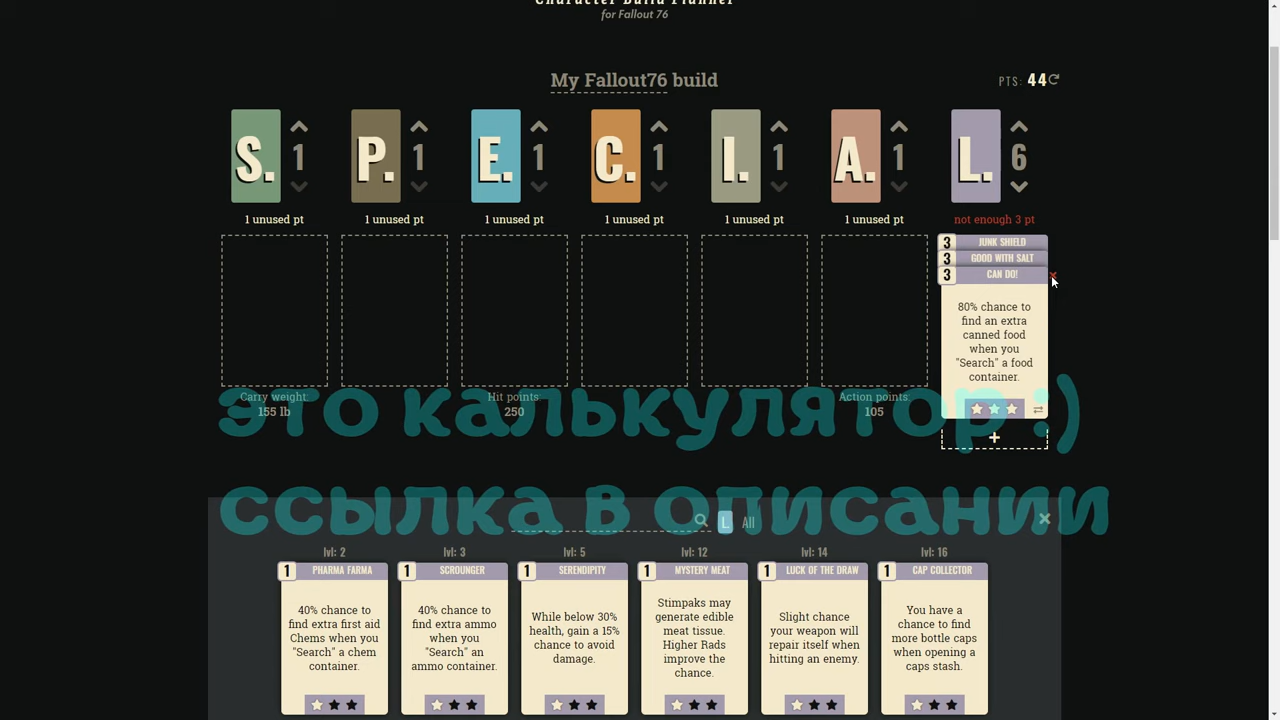 Character Build Planner
for Fallout 76
My Fallout76 build
PTS: 44
S. 1 P. 1 E. 1 C. 1 I. 1 A. 1 L. 6
1 unused pt 1 unused pt 1 unused pt 1 unused pt 1 unused pt 1 unused pt not enough 3 pt
3 JUNK SHIELD
3 GOOD WITH SALT
3 CAN DO!
80% chance to
find an extra
canned food
when you
"Search" a food
container.
Carry weight:
155 lb
Hit points:
250
Action points:
105
+
это калькулятор :)
ссылка в описании
L All
lvl: 2
1 PHARMA FARMA
40% chance to
find extra first aid
Chems when you
"Search" a chem
container.
lvl: 3
1 SCROUNGER
40% chance to
find extra ammo
when you
"Search" an
ammo container.
lvl: 5
1 SERENDIPITY
While below 30%
health, gain a 15%
chance to avoid
damage.
lvl: 12
1 MYSTERY MEAT
Stimpaks may
generate edible
meat tissue.
Higher Rads
improve the
chance.
lvl: 14
1 LUCK OF THE DRAW
Slight chance
your weapon will
repair itself when
hitting an enemy.
lvl: 16
1 CAP COLLECTOR
You have a
chance to find
more bottle caps
when opening a
caps stash.